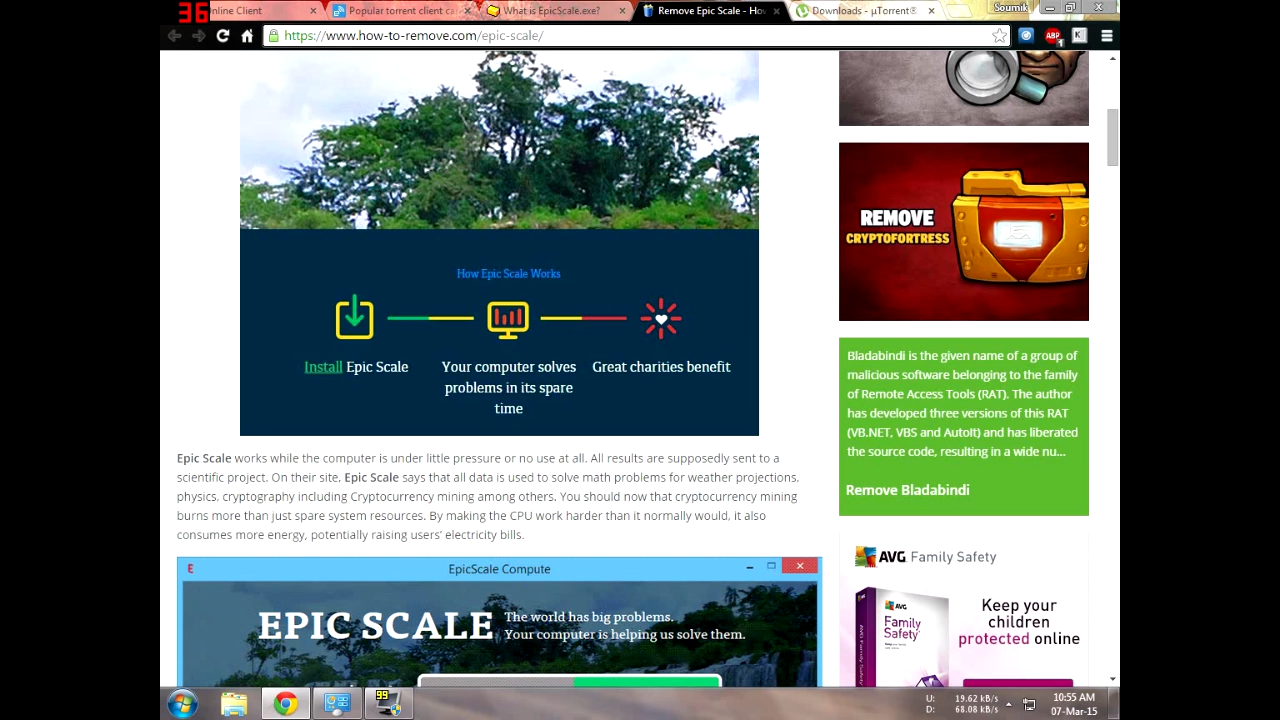 36
nline Client
Popular torrent client ca
What is EpicScale.exe?
Remove Epic Scale - Ho
Downloads - µTorrent®
Soumik
https://www.how-to-remove.com/epic-scale/
ABP
1
K
How Epic Scale Works
Install Epic Scale
Your computer solves
problems in its spare
time
Great charities benefit
Epic Scale works while the computer is under little pressure or no use at all. All results are supposedly sent to a
scientific project. On their site, Epic Scale says that all data is used to solve math problems for weather projections,
physics, cryptography including Cryptocurrency mining among others. You should now that cryptocurrency mining
burns more than just spare system resources. By making the CPU work harder than it normally would, it also
consumes more energy, potentially raising users' electricity bills.
E
EpicScale Compute
EPIC SCALE
The world has big problems.
Your computer is helping us solve them.
REMOVE
CRYPTOFORTRESS
Bladabindi is the given name of a group of
malicious software belonging to the family
of Remote Access Tools (RAT). The author
has developed three versions of this RAT
(VB.NET, VBS and AutoIt) and has liberated
the source code, resulting in a wide nu...
Remove Bladabindi
AVG Family Safety
AVG
Family
Safety
Keep your
children
protected online
99
U: 19.62 kB/s
D: 68.08 kB/s
10:55 AM
07-Mar-15